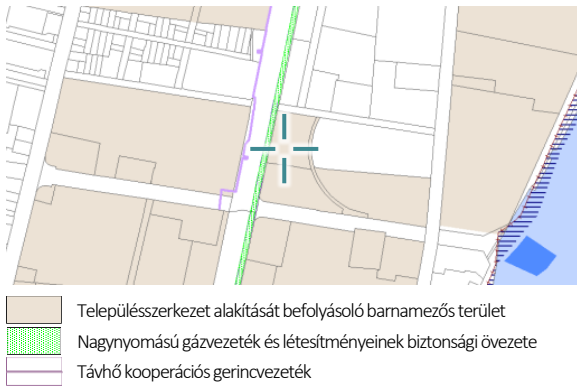 Településszerkezet alakítását befolyásoló barnamezős terület
Nagynyomású gázvezeték és létesítményeinek biztonsági övezete
Távhő kooperációs gerincvezeték